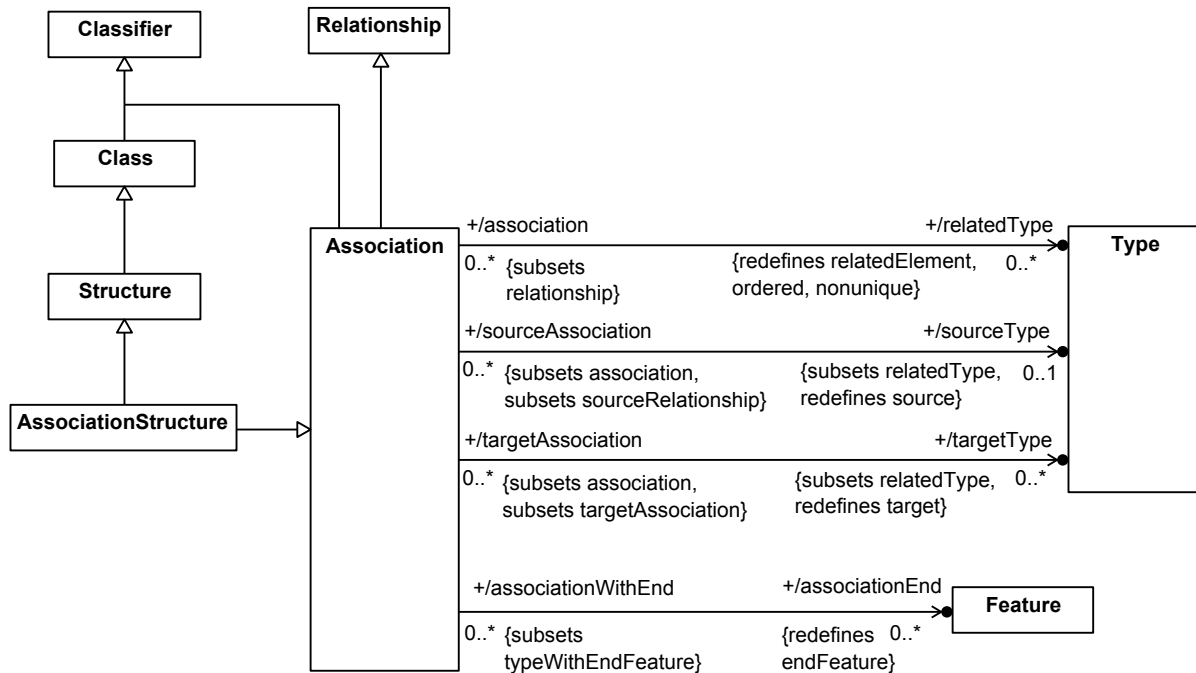 Classifier
Relationship
Class
Structure
AssociationStructure
Association
Type
Feature
+/association
+/relatedType
0..* {subsets
relationship}
{redefines relatedElement, 0..*
ordered, nonunique}
+/sourceAssociation
+/sourceType
0..* {subsets association,
subsets sourceRelationship}
{subsets relatedType, 0..1
redefines source}
+/targetAssociation
+/targetType
0..* {subsets association,
subsets targetAssociation}
{subsets relatedType, 0..*
redefines target}
+/associationWithEnd
+/associationEnd
0..* {subsets
typeWithEndFeature}
{redefines 0..*
endFeature}